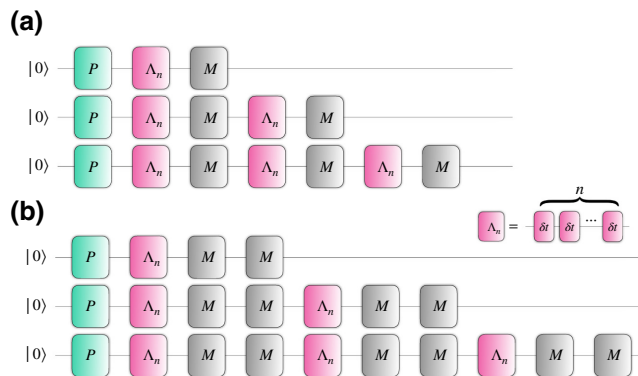 (a)
|0⟩ P Λₙ M
|0⟩ P Λₙ M Λₙ M
|0⟩ P Λₙ M Λₙ M Λₙ M
n
(b)
Λₙ = δt δt ··· δt
|0⟩ P Λₙ M M
|0⟩ P Λₙ M M Λₙ M M
|0⟩ P Λₙ M M Λₙ M M Λₙ M M